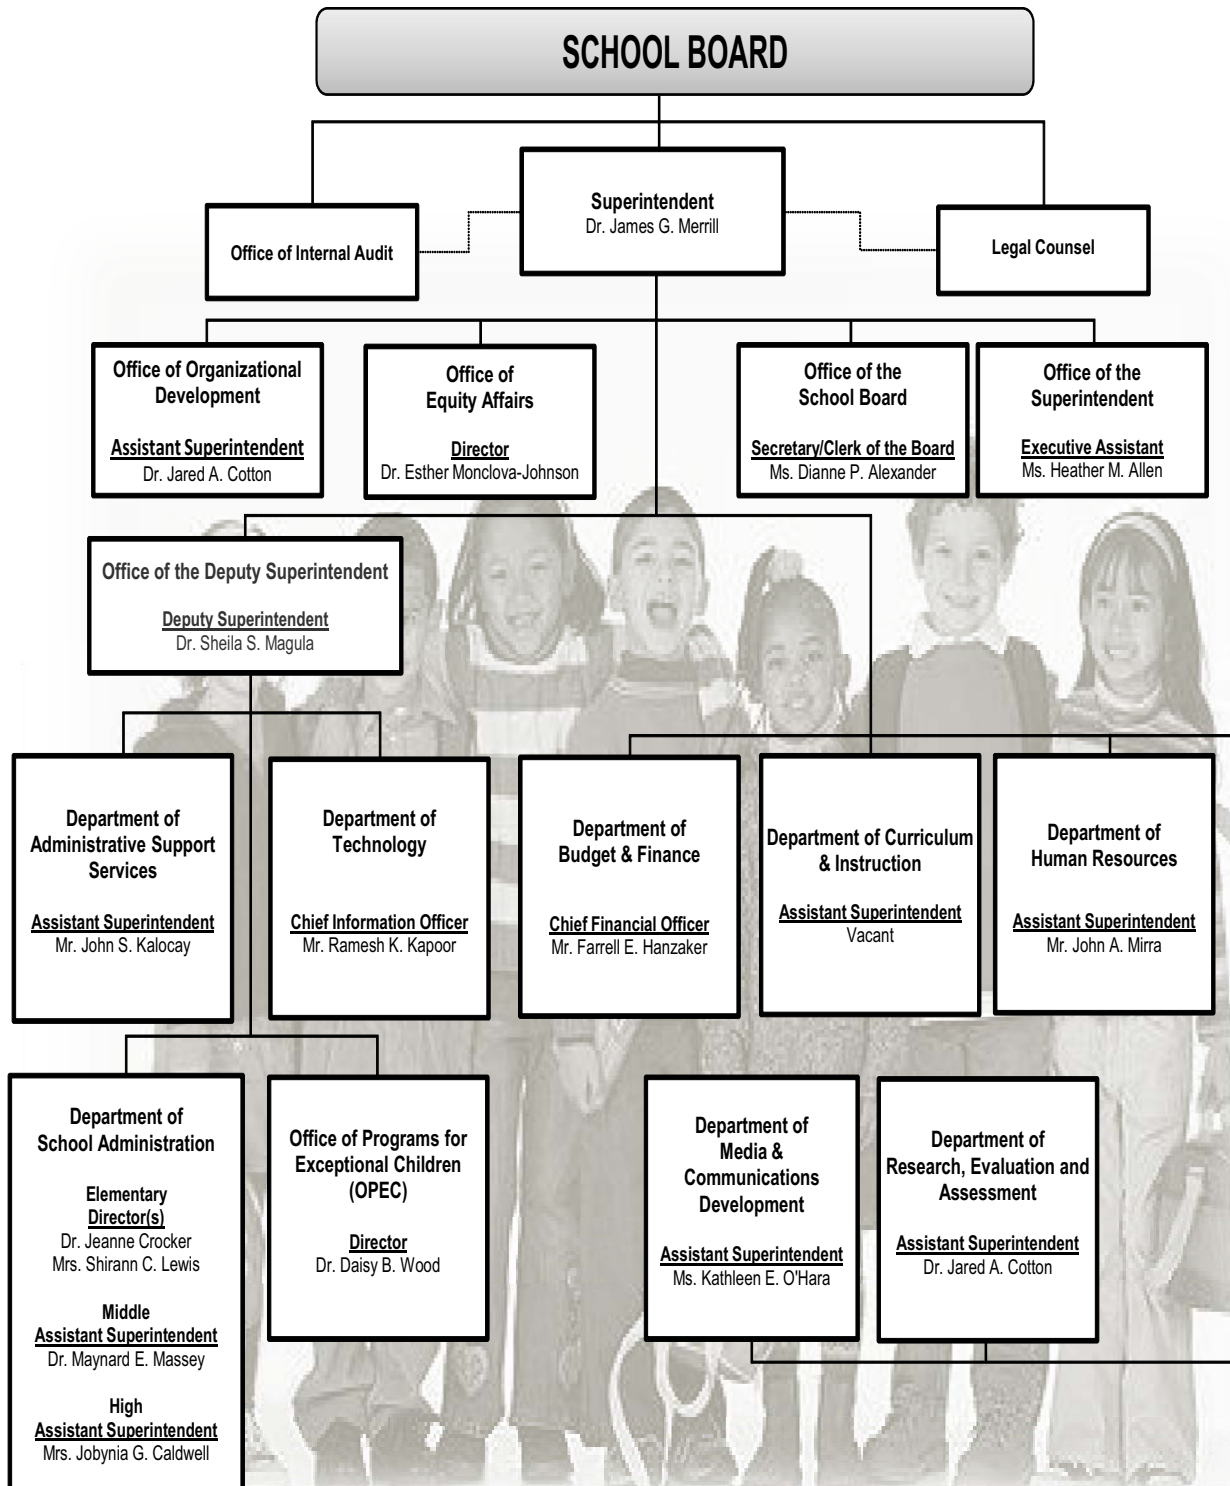 SCHOOL BOARD
Superintendent
Dr. James G. Merrill
Office of Internal Audit
Legal Counsel
Office of Organizational
Development
Assistant Superintendent
Dr. Jared A. Cotton
Office of
Equity Affairs
Director
Dr. Esther Monclova-Johnson
Office of the
School Board
Secretary/Clerk of the Board
Ms. Dianne P. Alexander
Office of the
Superintendent
Executive Assistant
Ms. Heather M. Allen
Office of the Deputy Superintendent
Deputy Superintendent
Dr. Sheila S. Magula
Department of
Administrative Support
Services
Assistant Superintendent
Mr. John S. Kalocay
Department of
Technology
Chief Information Officer
Mr. Ramesh K. Kapoor
Department of
Budget & Finance
Chief Financial Officer
Mr. Farrell E. Hanzaker
Department of Curriculum
& Instruction
Assistant Superintendent
Vacant
Department of
Human Resources
Assistant Superintendent
Mr. John A. Mirra
Department of
School Administration
Elementary
Director(s)
Dr. Jeanne Crocker
Mrs. Shirann C. Lewis
Middle
Assistant Superintendent
Dr. Maynard E. Massey
High
Assistant Superintendent
Mrs. Jobynia G. Caldwell
Office of Programs for
Exceptional Children
(OPEC)
Director
Dr. Daisy B. Wood
Department of
Media &
Communications
Development
Assistant Superintendent
Ms. Kathleen E. O'Hara
Department of
Research, Evaluation and
Assessment
Assistant Superintendent
Dr. Jared A. Cotton